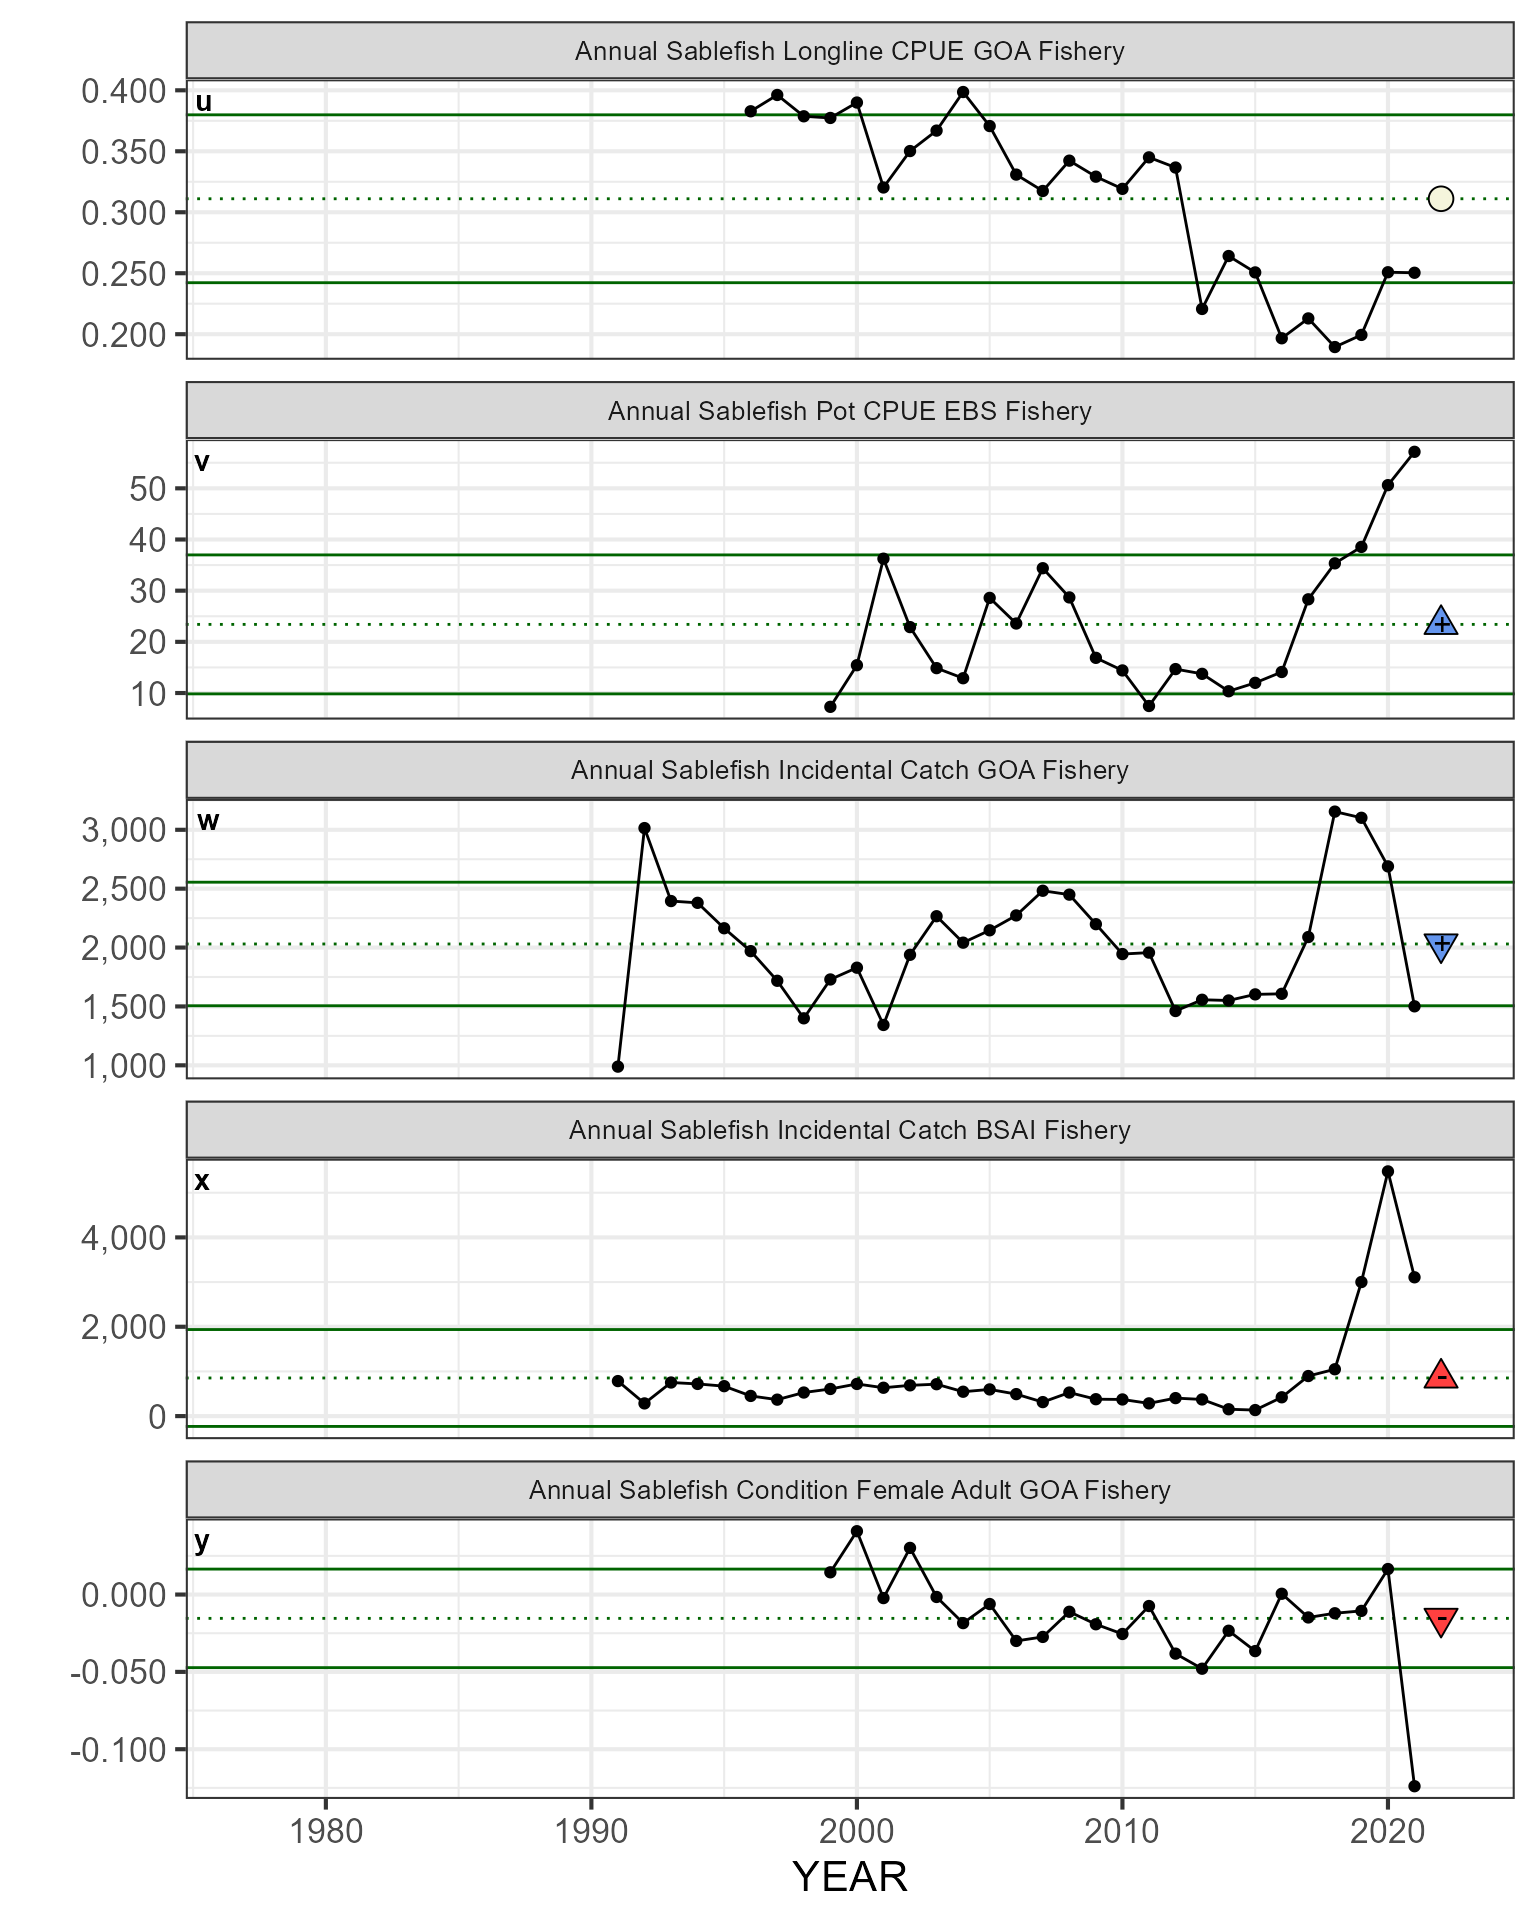 Annual Sablefish Longline CPUE GOA Fishery
u
0.400
0.350
0.300
0.250
0.200
Annual Sablefish Pot CPUE EBS Fishery
v
50
40
30
20
10
+
Annual Sablefish Incidental Catch GOA Fishery
w
3,000
2,500
2,000
1,500
1,000
+
Annual Sablefish Incidental Catch BSAI Fishery
x
4,000
2,000
0
-
Annual Sablefish Condition Female Adult GOA Fishery
y
0.000
-0.050
-0.100
-
1980 1990 2000 2010 2020
YEAR